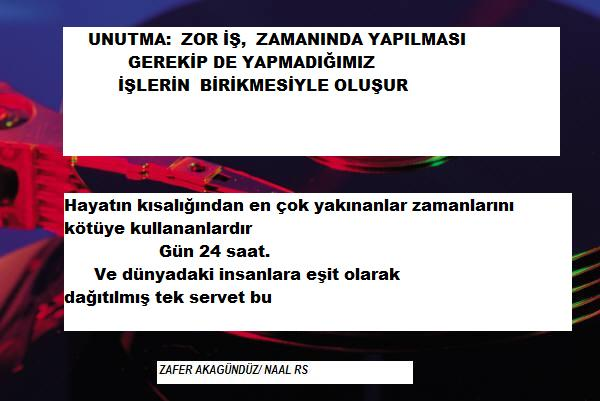 UNUTMA: ZOR İŞ, ZAMANINDA YAPILMASI
GEREKİP DE YAPMADIĞIMIZ
İŞLERİN BİRİKMESİYLE OLUŞUR
Hayatın kısalığından en çok yakınanlar zamanlarını
kötüye kullananlardır
Gün 24 saat.
Ve dünyadaki insanlara eşit olarak
dağıtılmış tek servet bu
ZAFER AKAGÜNDÜZ/ NAAL RS